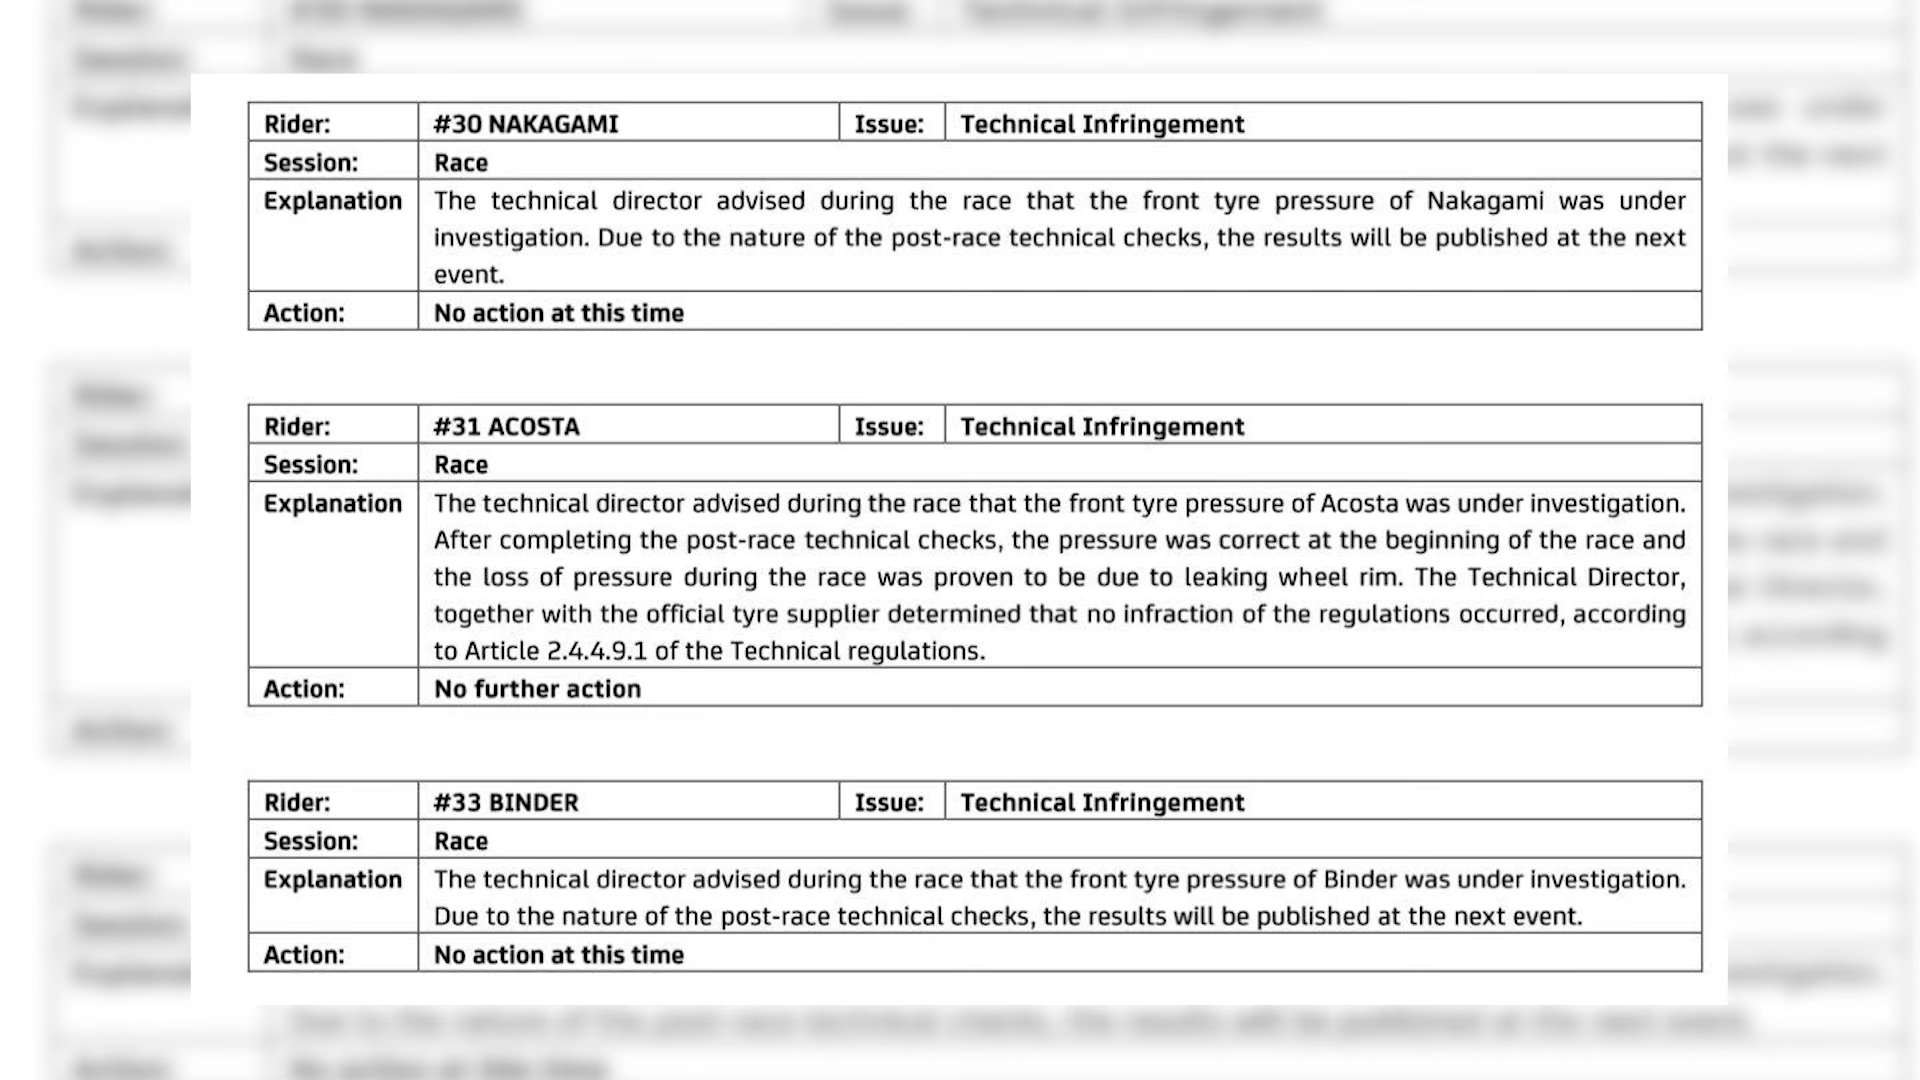 Rider: #30 NAKAGAMI Issue: Technical Infringement
Session: Race
Explanation The technical director advised during the race that the front tyre pressure of Nakagami was under
investigation. Due to the nature of the post-race technical checks, the results will be published at the next
event.
Action: No action at this time
Rider: #31 ACOSTA Issue: Technical Infringement
Session: Race
Explanation The technical director advised during the race that the front tyre pressure of Acosta was under investigation.
After completing the post-race technical checks, the pressure was correct at the beginning of the race and
the loss of pressure during the race was proven to be due to leaking wheel rim. The Technical Director,
together with the official tyre supplier determined that no infraction of the regulations occurred, according
to Article 2.4.4.9.1 of the Technical regulations.
Action: No further action
Rider: #33 BINDER Issue: Technical Infringement
Session: Race
Explanation The technical director advised during the race that the front tyre pressure of Binder was under investigation.
Due to the nature of the post-race technical checks, the results will be published at the next event.
Action: No action at this time